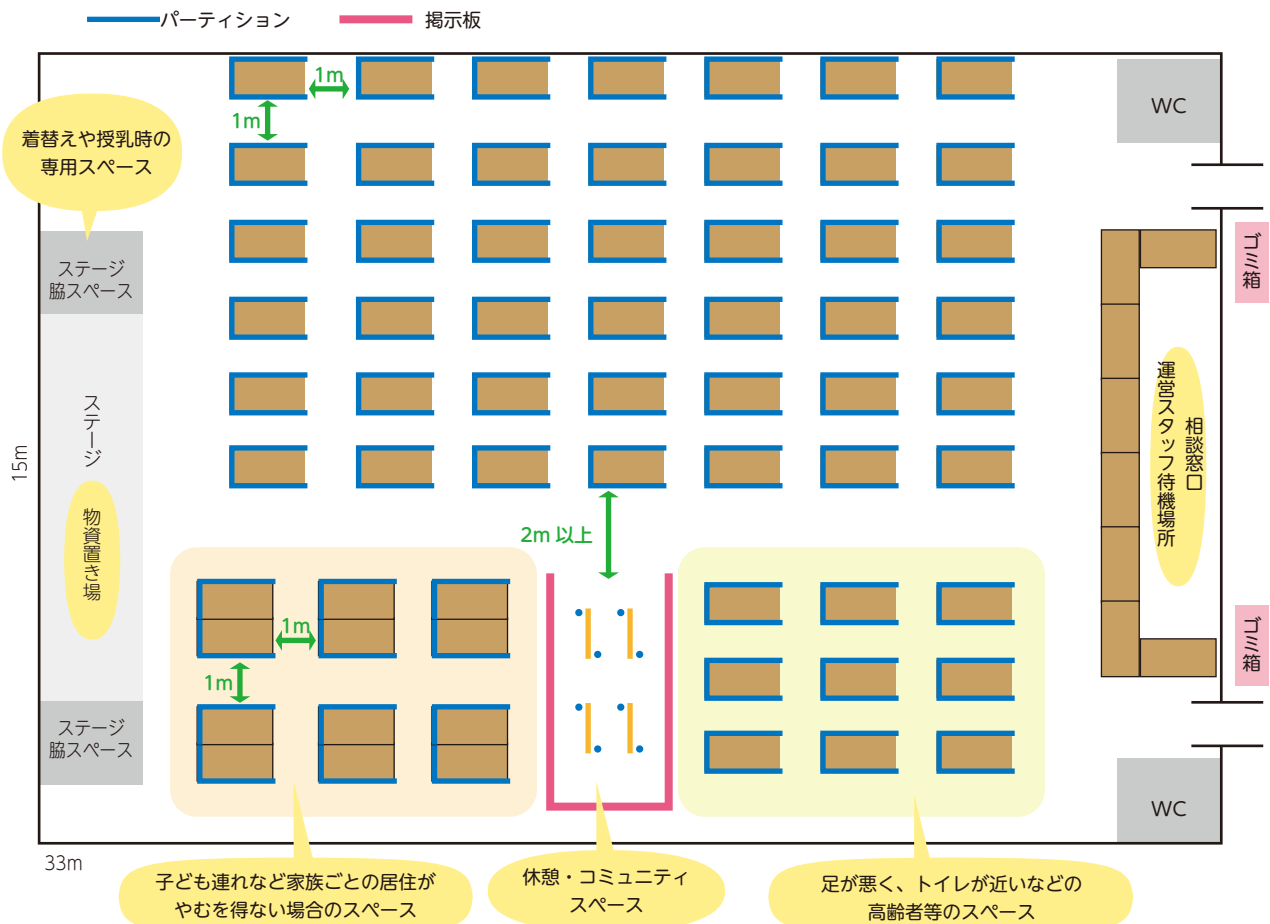 パーティション
掲示板
1m
1m
WC
着替えや授乳時の
専用スペース
ステージ
脇スペース
ゴミ箱
ステージ
物資置き場
相談窓口
運営スタッフ待機場所
15m
2m 以上
1m
1m
ゴミ箱
ステージ
脇スペース
WC
33m
子ども連れなど家族ごとの居住が
やむを得ない場合のスペース
休憩・コミュニティ
スペース
足が悪く、トイレが近いなどの
高齢者等のスペース